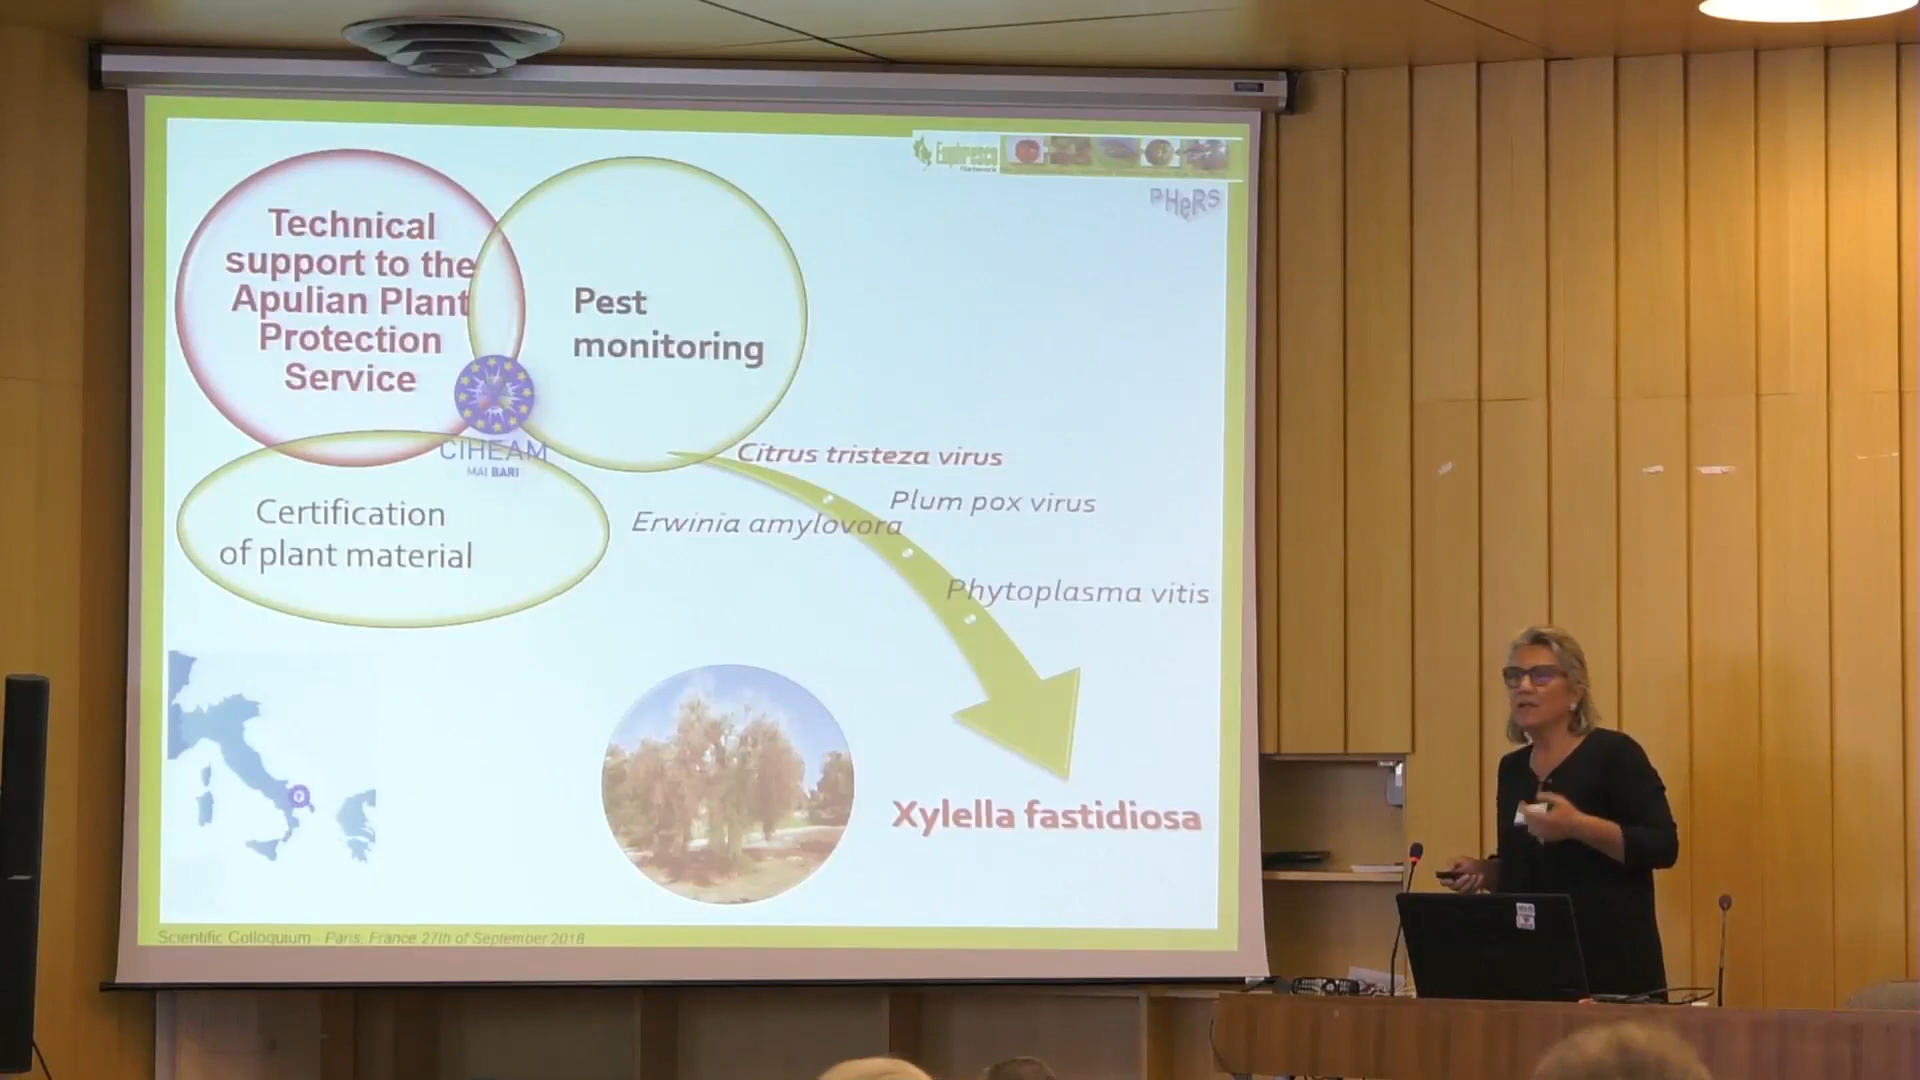 Euphresco
PHeRS
Technical
support to the
Apulian Plant
Protection
Service
Pest
monitoring
CIHEAM
MAI BARI
Certification
of plant material
Citrus tristeza virus
Plum pox virus
Erwinia amylovora
Phytoplasma vitis
Xylella fastidiosa
Scientific Colloquium - Paris, France 27th of September 2018